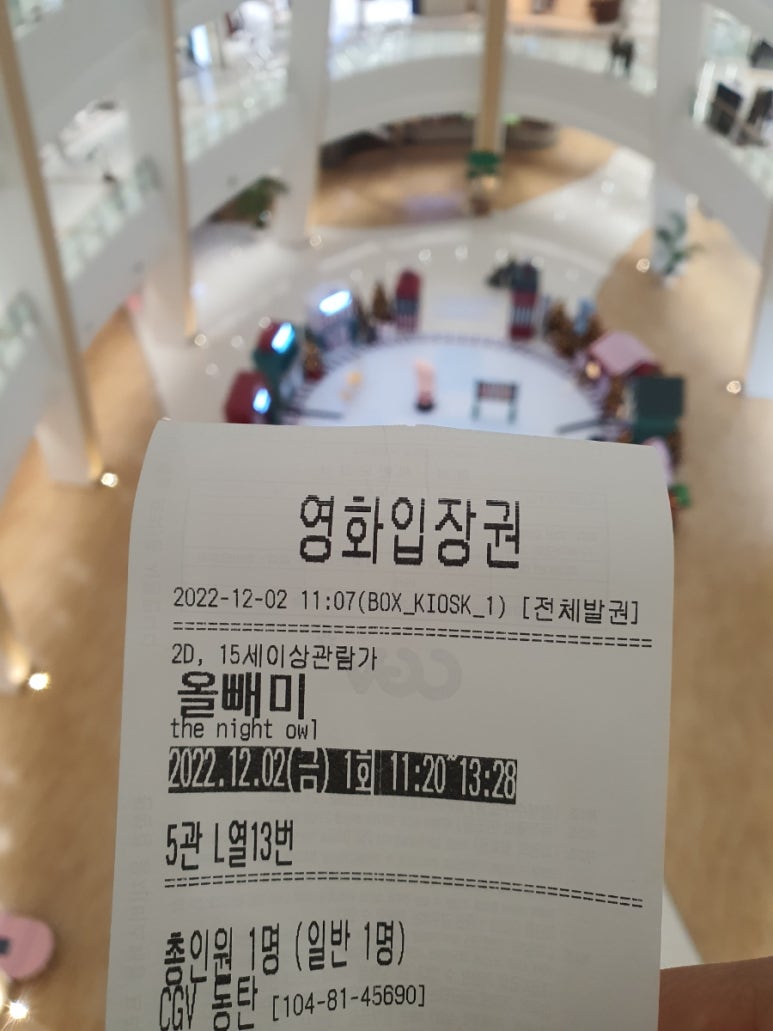 영화입장권
2022-12-02 11:07(BOX_KIOSK_1) [전체발권]
================================================
2D, 15세이상관람가
올빼미
the night owl
2022.12.02(금) 1회 11:20~13:28
5관 L열13번
================================================
총인원 1명 (일반 1명)
CGV 동탄 [104-81-45690]
CGV